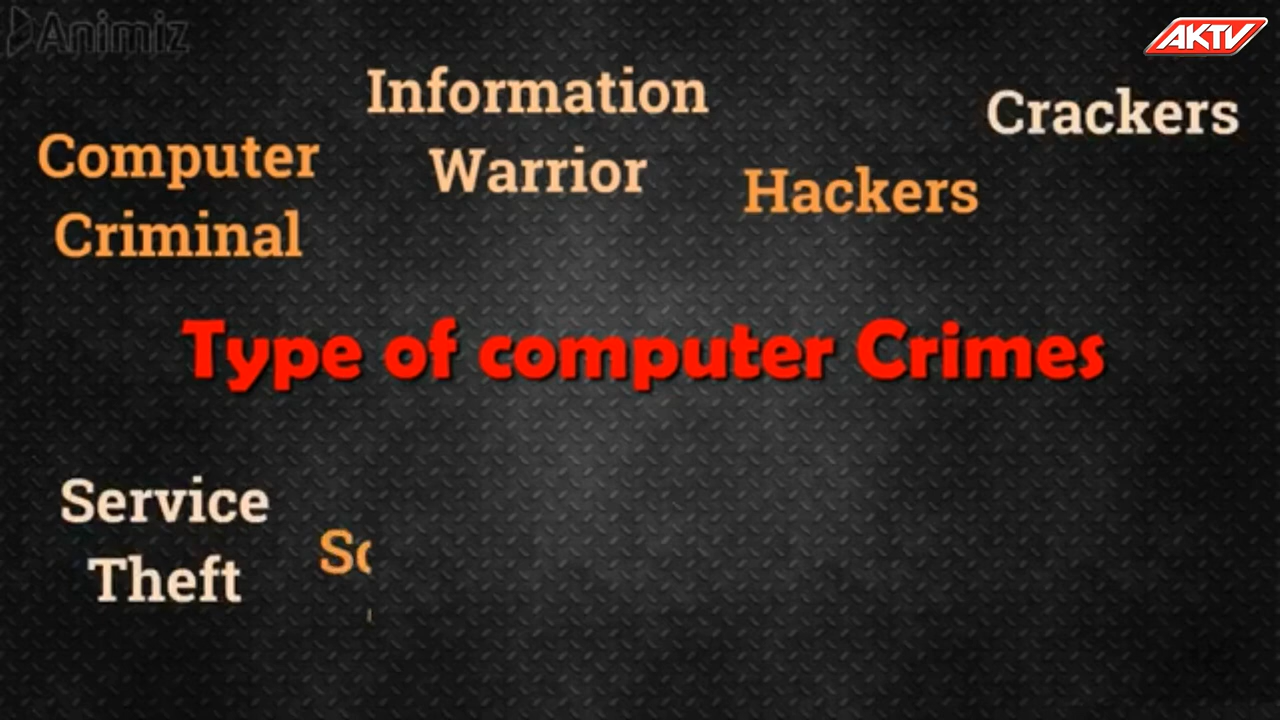 Animiz
AKTV
Information
Warrior
Crackers
Computer
Criminal
Hackers
Type of computer Crimes
Service
Theft